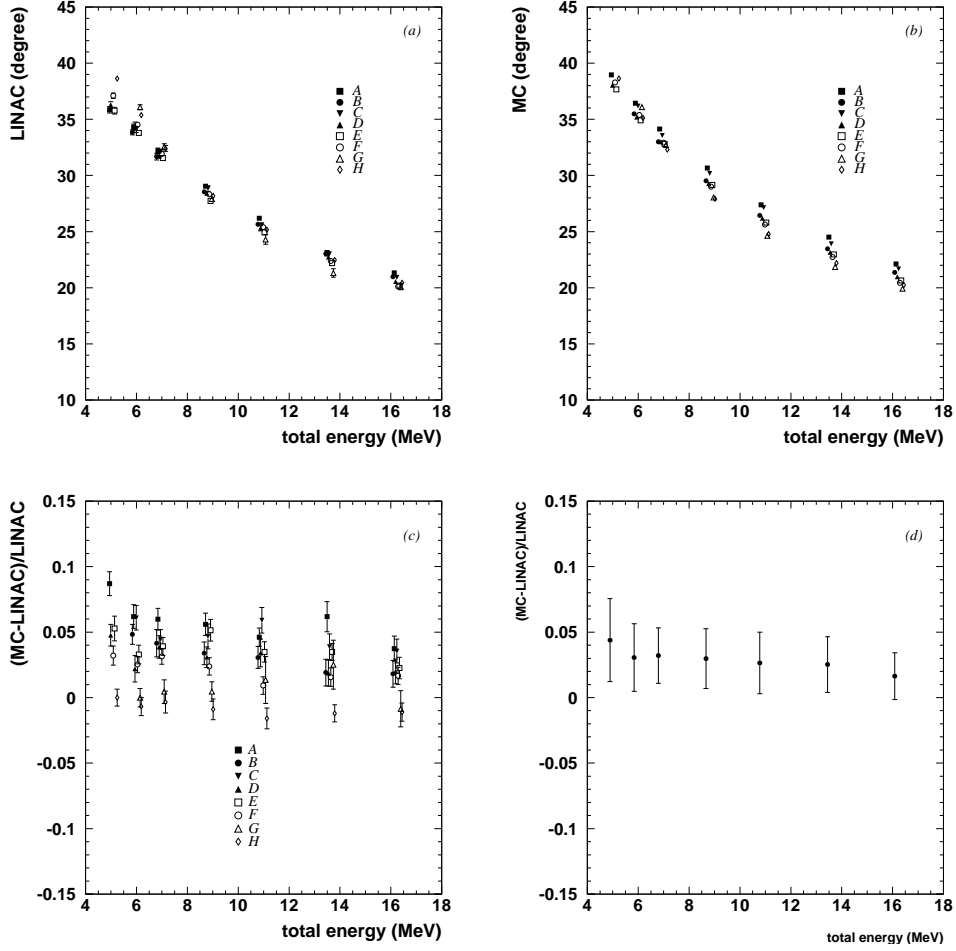 LINAC (degree)
45
40
35
30
25
20
15
10
4 6 8 10 12 14 16 18
total energy (MeV)
(a)
A
B
C
D
E
F
G
H
MC (degree)
45
40
35
30
25
20
15
10
4 6 8 10 12 14 16 18
total energy (MeV)
(b)
A
B
C
D
E
F
G
H
(MC-LINAC)/LINAC
0.15
0.1
0.05
0
-0.05
-0.1
-0.15
4 6 8 10 12 14 16 18
total energy (MeV)
(c)
A
B
C
D
E
F
G
H
(MC-LINAC)/LINAC
0.15
0.1
0.05
0
-0.05
-0.1
-0.15
4 6 8 10 12 14 16 18
total energy (MeV)
(d)